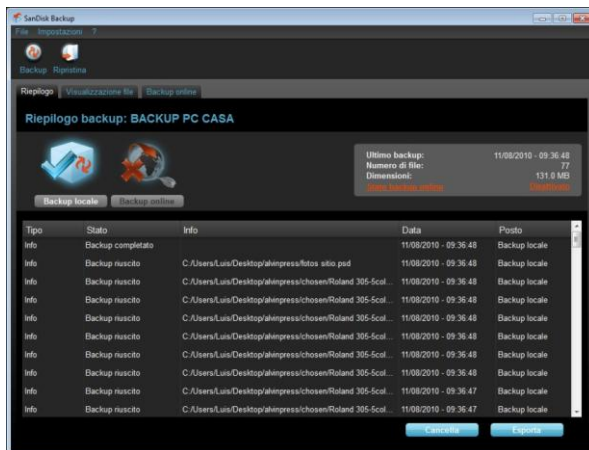 SanDisk Backup
File Impostazioni ?
Backup Ripristina
Riepilogo Visualizzazione file Backup online
Riepilogo backup: BACKUP PC CASA
Ultimo backup: 11/08/2010 - 09:36:48
Numero di file: 77
Dimensioni: 131.0 MB
Stato backup online Disattivato
Backup locale Backup online
Tipo Stato Info Data Posto
Info Backup completato 11/08/2010 - 09:36:48 Backup locale
Info Backup riuscito C:/Users/Luis/Desktop/alvinpress/fotos sitio.psd 11/08/2010 - 09:36:48 Backup locale
Info Backup riuscito C:/Users/Luis/Desktop/alvinpress/chosen/Roland 305-5col... 11/08/2010 - 09:36:48 Backup locale
Info Backup riuscito C:/Users/Luis/Desktop/alvinpress/chosen/Roland 305-5col... 11/08/2010 - 09:36:48 Backup locale
Info Backup riuscito C:/Users/Luis/Desktop/alvinpress/chosen/Roland 305-5col... 11/08/2010 - 09:36:48 Backup locale
Info Backup riuscito C:/Users/Luis/Desktop/alvinpress/chosen/Roland 305-5col... 11/08/2010 - 09:36:48 Backup locale
Info Backup riuscito C:/Users/Luis/Desktop/alvinpress/chosen/Roland 305-5col... 11/08/2010 - 09:36:48 Backup locale
Info Backup riuscito C:/Users/Luis/Desktop/alvinpress/chosen/Roland 305-5col... 11/08/2010 - 09:36:48 Backup locale
Info Backup riuscito C:/Users/Luis/Desktop/alvinpress/chosen/Roland 305-5col... 11/08/2010 - 09:36:47 Backup locale
Info Backup riuscito C:/Users/Luis/Desktop/alvinpress/chosen/Roland 305-5col... 11/08/2010 - 09:36:47 Backup locale
Cancella Esporta